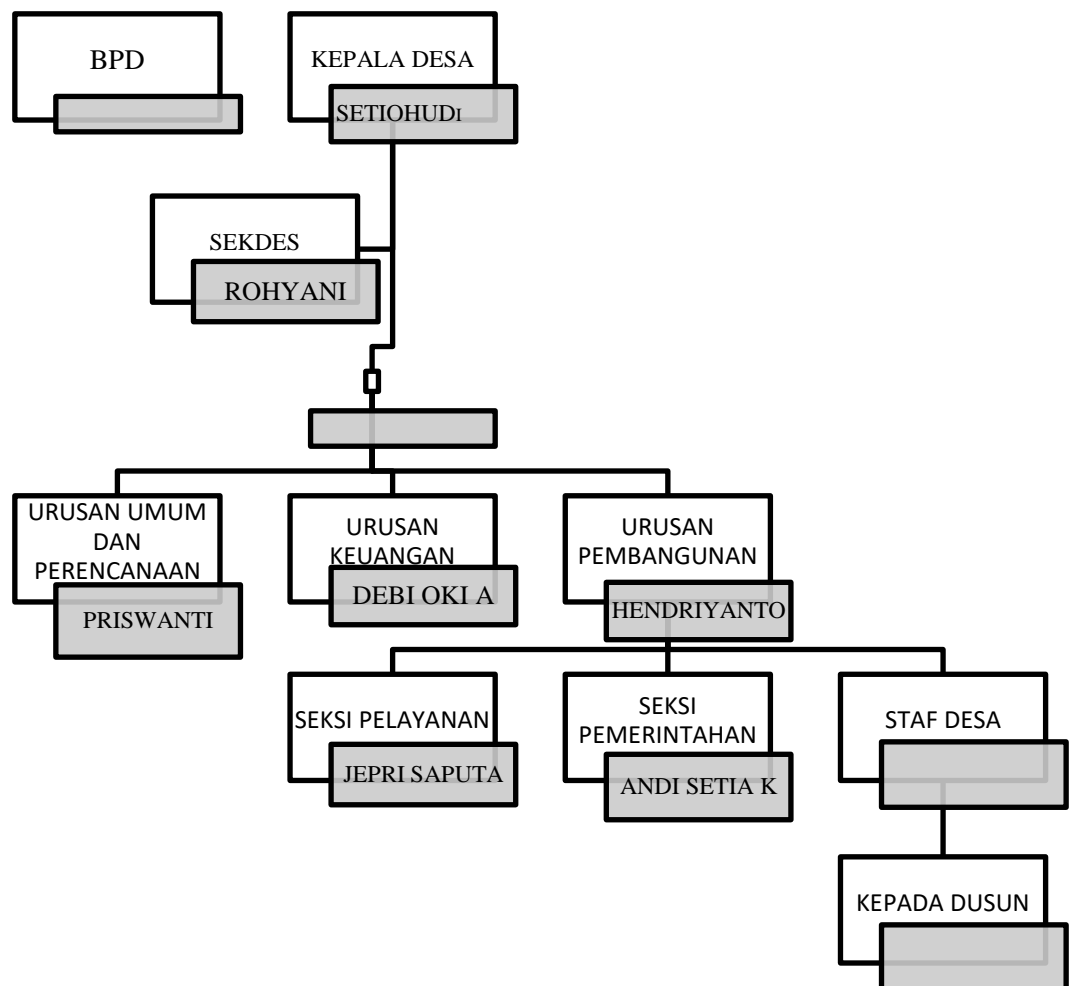 BPD
KEPALA DESA
SETIOHUDI
SEKDES
ROHYANI
URUSAN UMUM
DAN
PERENCANAAN
PRISWANTI
URUSAN
KEUANGAN
DEBI OKI A
URUSAN
PEMBANGUNAN
HENDRIYANTO
SEKSI PELAYANAN
JEPRI SAPUTA
SEKSI
PEMERINTAHAN
ANDI SETIA K
STAF DESA
KEPADA DUSUN